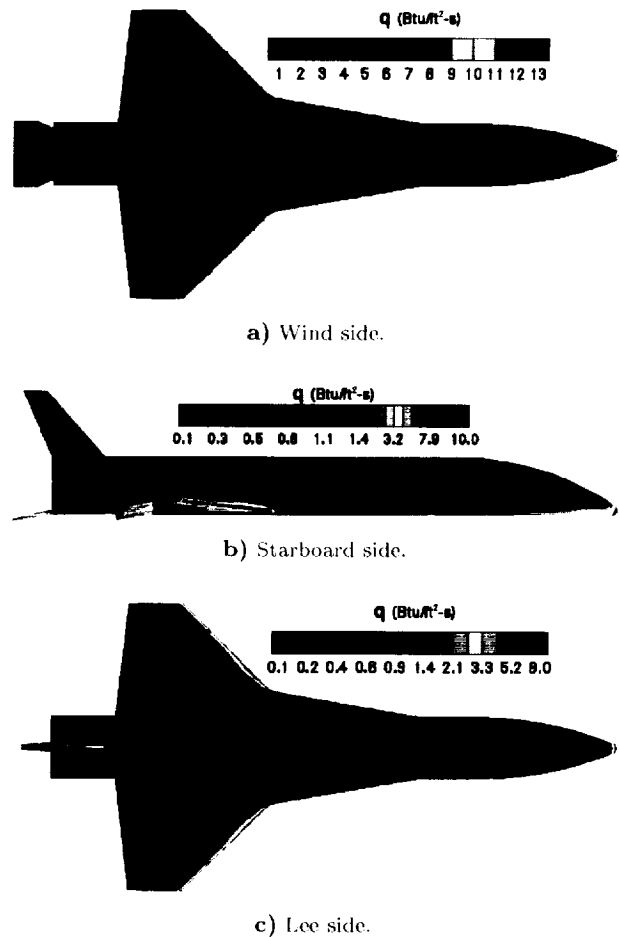 q (Btu/ft²-s)
1 2 3 4 5 6 7 8 9 10 11 12 13
a) Wind side.
q (Btu/ft²-s)
0.1 0.3 0.5 0.8 1.1 1.4 3.2 7.9 10.0
b) Starboard side.
q (Btu/ft²-s)
0.1 0.2 0.4 0.6 0.9 1.4 2.1 3.3 5.2 8.0
c) Lee side.